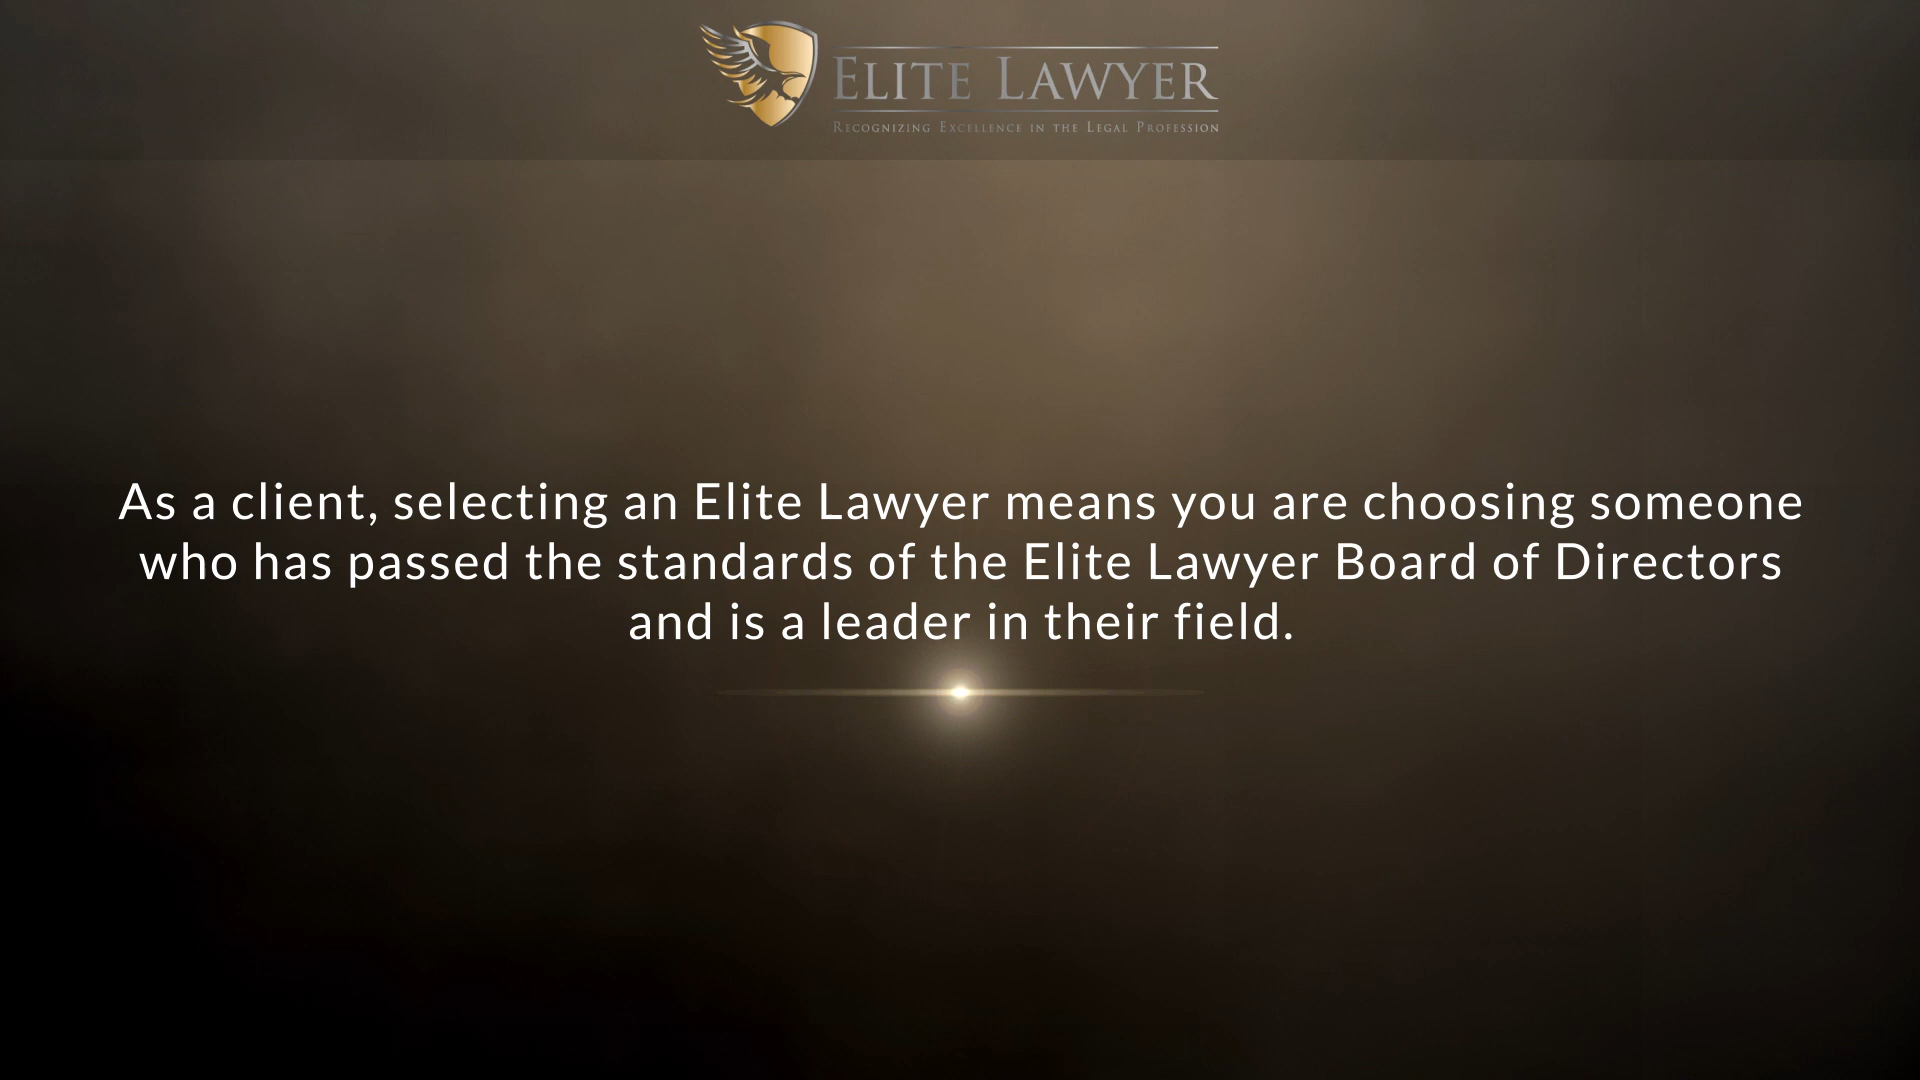 ELITE LAWYER
RECOGNIZING EXCELLENCE IN THE LEGAL PROFESSION
As a client, selecting an Elite Lawyer means you are choosing someone
who has passed the standards of the Elite Lawyer Board of Directors
and is a leader in their field.